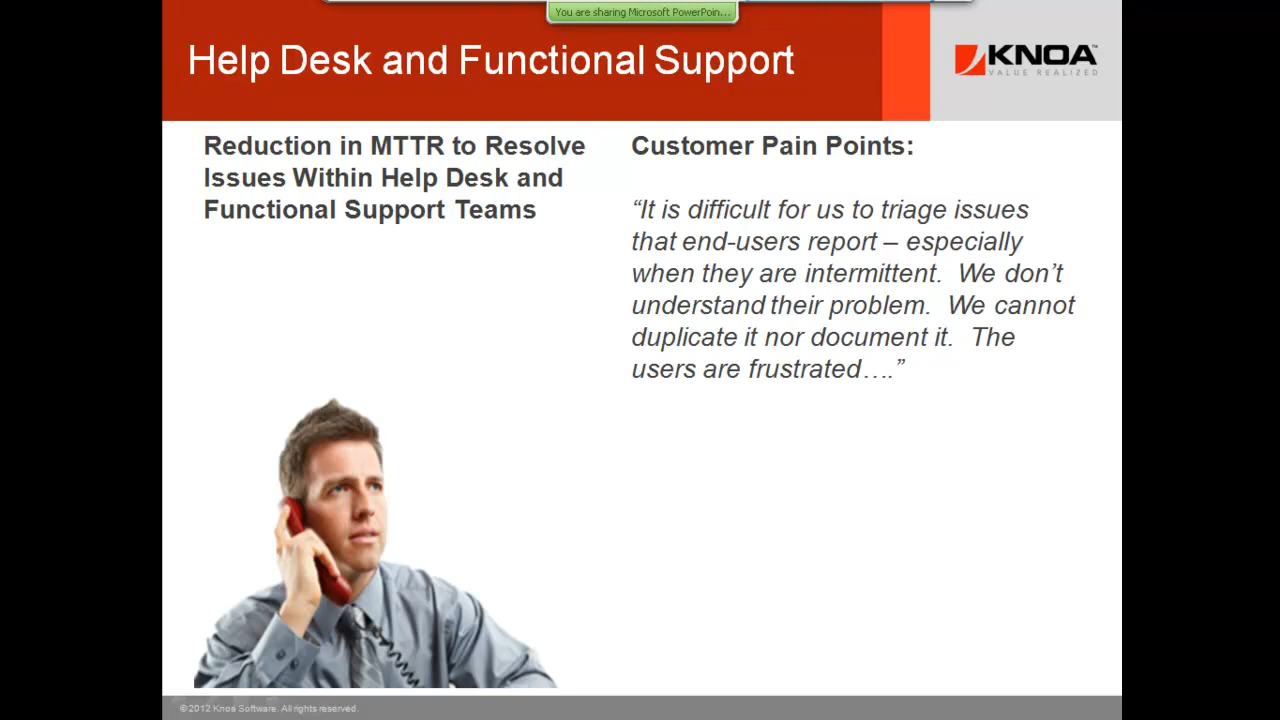 You are sharing Microsoft PowerPoin...
Help Desk and Functional Support
KNOA™
VALUE REALIZED
Reduction in MTTR to Resolve
Issues Within Help Desk and
Functional Support Teams
Customer Pain Points:
“It is difficult for us to triage issues
that end-users report – especially
when they are intermittent.  We don’t
understand their problem.  We cannot
duplicate it nor document it.  The
users are frustrated….”
© 2012 Knoa Software. All rights reserved.